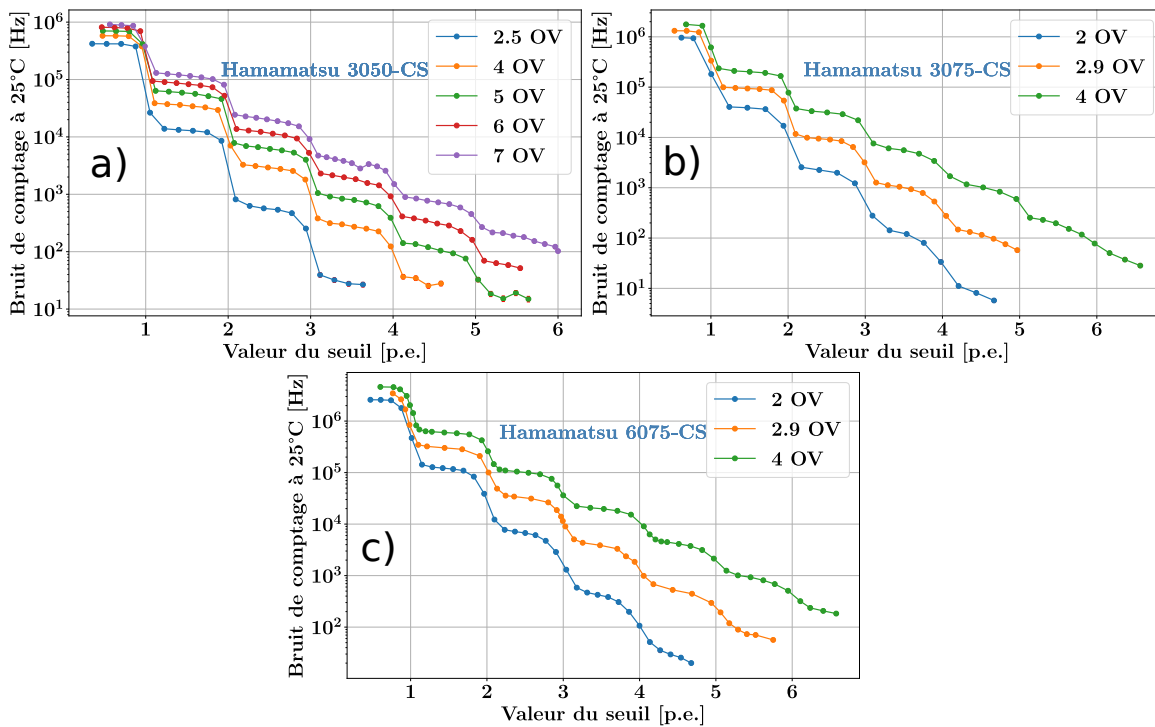 Bruit de comptage à 25°C [Hz]
10⁶
10⁵
10⁴
10³
10²
10¹
Hamamatsu 3050-CS
a)
2.5 OV
4 OV
5 OV
6 OV
7 OV
1 2 3 4 5 6
Valeur du seuil [p.e.]
Bruit de comptage à 25°C [Hz]
10⁶
10⁵
10⁴
10³
10²
10¹
Hamamatsu 3075-CS
b)
2 OV
2.9 OV
4 OV
1 2 3 4 5 6
Valeur du seuil [p.e.]
Bruit de comptage à 25°C [Hz]
10⁶
10⁵
10⁴
10³
10²
Hamamatsu 6075-CS
c)
2 OV
2.9 OV
4 OV
1 2 3 4 5 6
Valeur du seuil [p.e.]